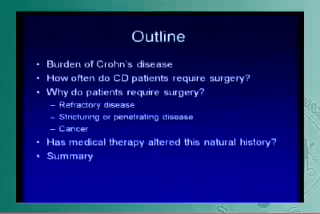 Outline
• Burden of Crohn's disease
• How often do CD patients require surgery?
• Why do patients require surgery?
– Refractory disease
– Stricturing or penetrating disease
– Cancer
• Has medical therapy altered this natural history?
• Summary